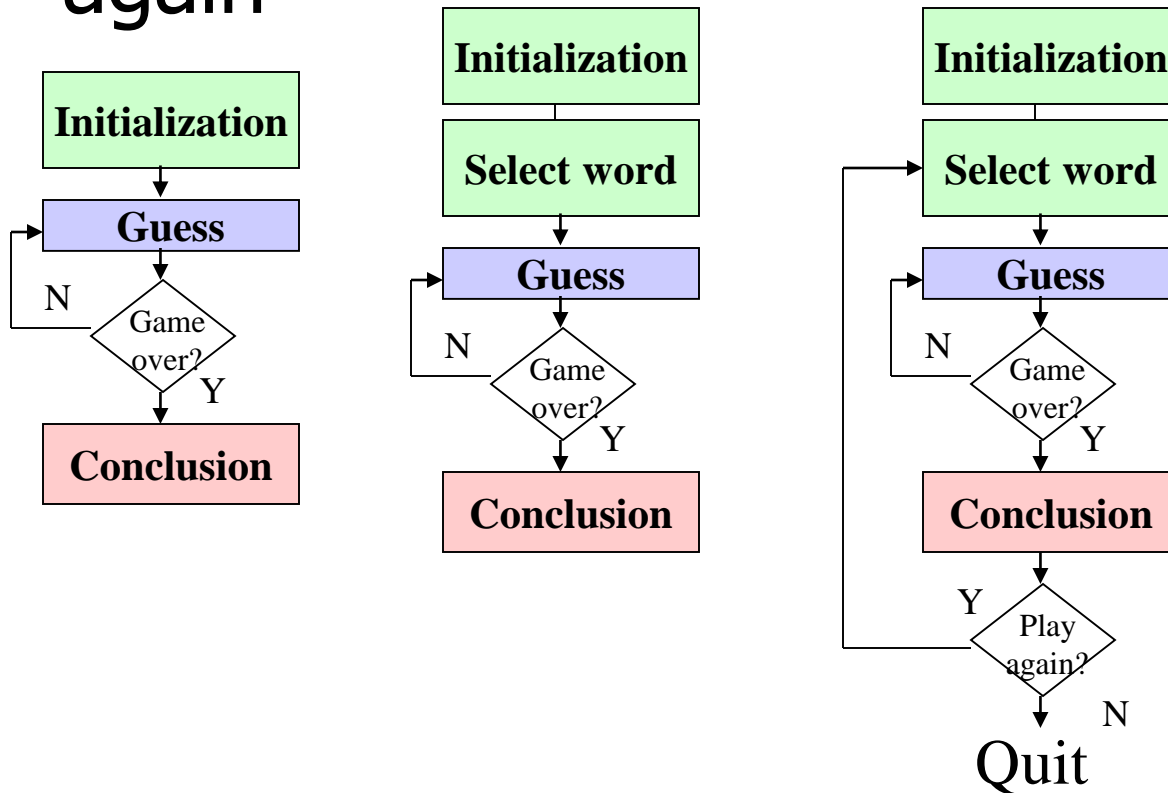 again
Initialization
Guess
N
Game
over?
Y
Conclusion
Initialization
Select word
Guess
N
Game
over?
Y
Conclusion
Initialization
Select word
Guess
N
Game
over?
Y
Conclusion
Y
Play
again?
N
Quit